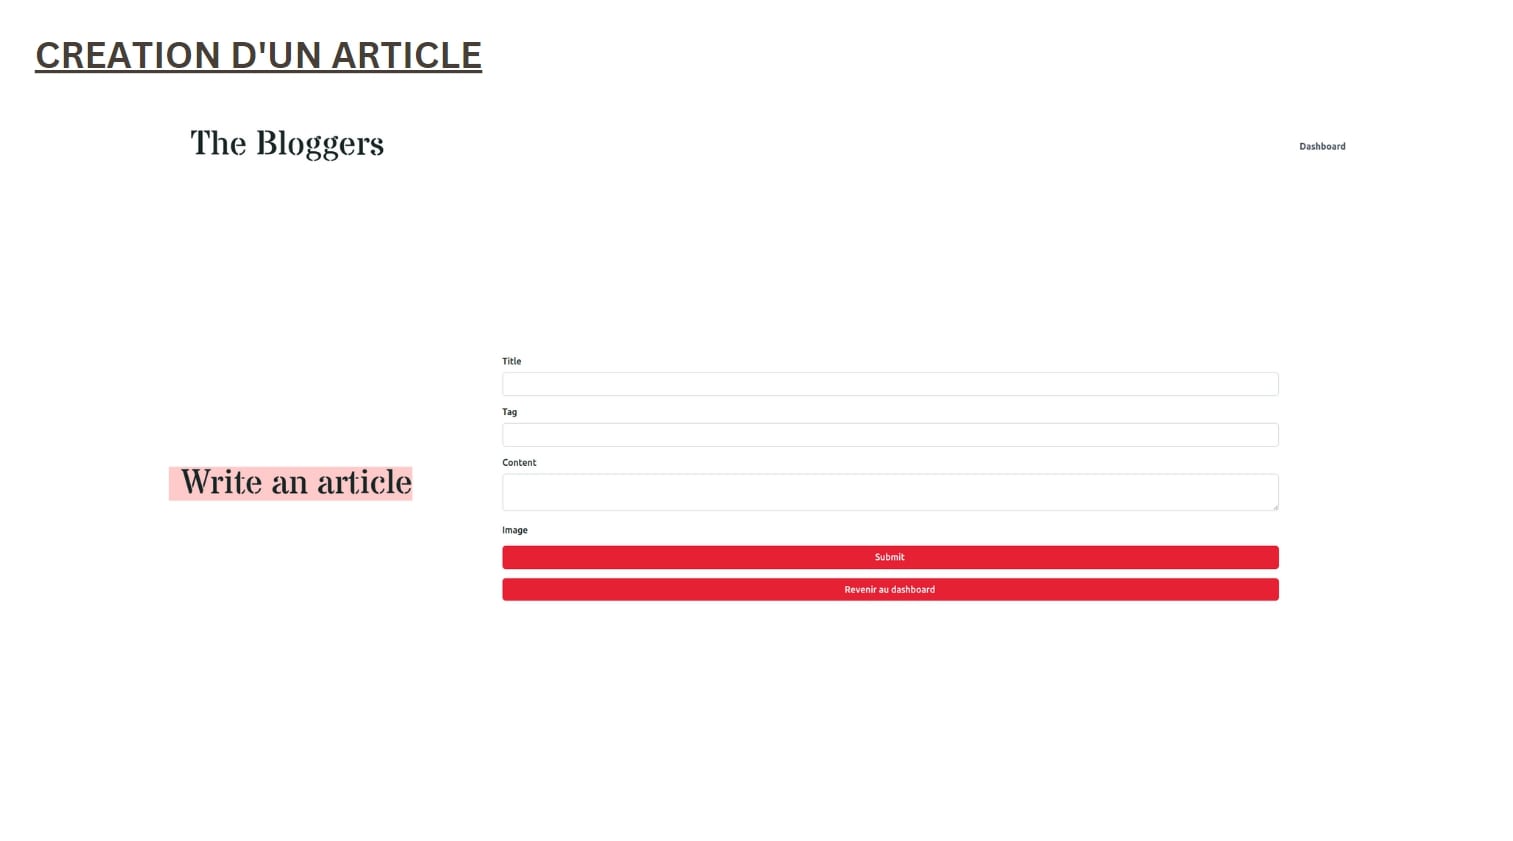 CREATION D'UN ARTICLE
The Bloggers
Dashboard
Title
Tag
Content
Write an article
Image
Submit
Revenir au dashboard